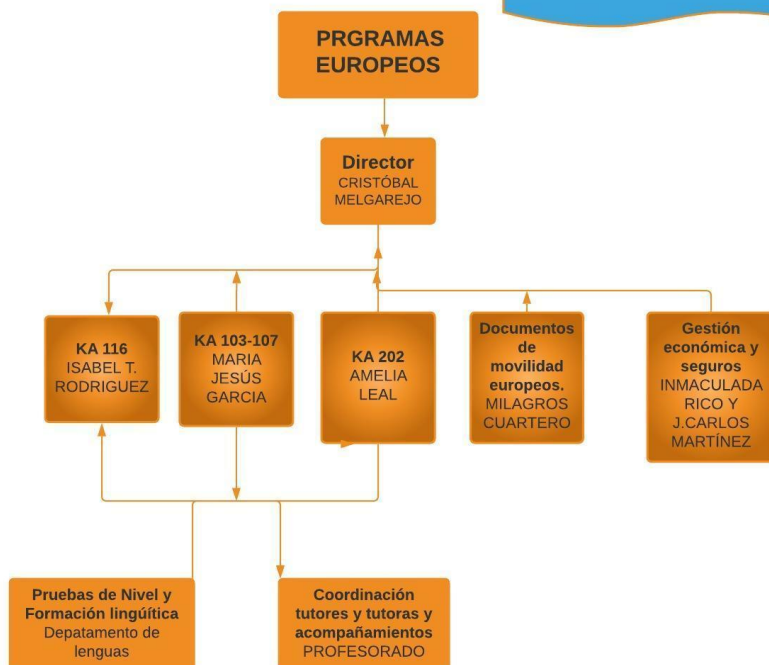 PRGRAMAS
EUROPEOS
Director
CRISTÓBAL
MELGAREJO
KA 116
ISABEL T.
RODRIGUEZ
KA 103-107
MARIA
JESÚS
GARCIA
KA 202
AMELIA
LEAL
Documentos
de
movilidad
europeos.
MILAGROS
CUARTERO
Gestión
económica y
seguros
INMACULADA
RICO Y
J.CARLOS
MARTÍNEZ
Pruebas de Nivel y
Formación lingúítica
Depatamento de
lenguas
Coordinación
tutores y tutoras y
acompañamientos
PROFESORADO